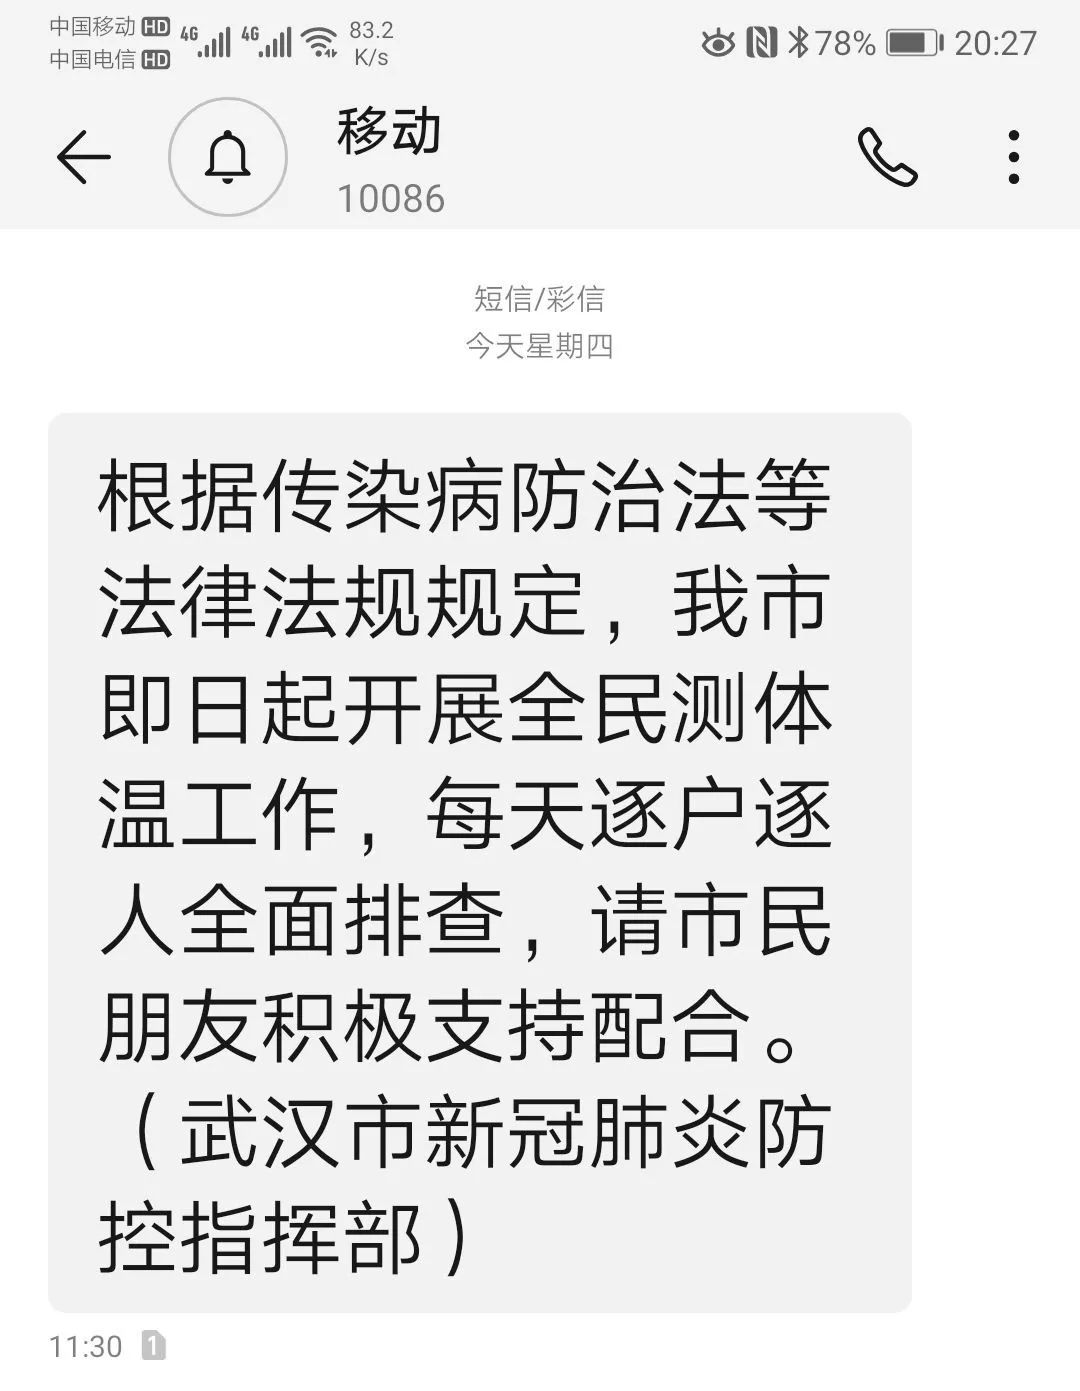 中国移动 HD 4G 4G 83.2 K/s 78% 20:27
中国电信 HD
移动
10086
短信/彩信
今天星期四
根据传染病防治法等
法律法规规定，我市
即日起开展全民测体
温工作，每天逐户逐
人全面排查，请市民
朋友积极支持配合。
（武汉市新冠肺炎防
控指挥部）
11:30 1